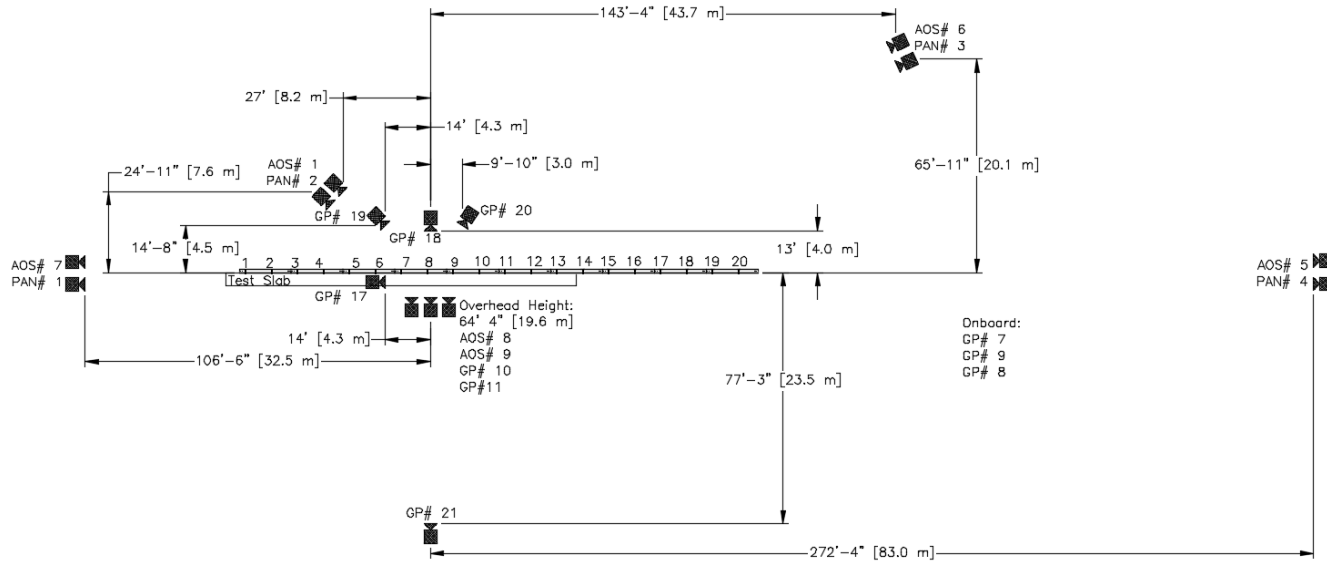 143'-4" [43.7 m]
AOS# 6
PAN# 3
27' [8.2 m]
14' [4.3 m]
24'-11" [7.6 m]
AOS# 1
PAN# 2
9'-10" [3.0 m]
65'-11" [20.1 m]
GP# 19
GP# 20
GP# 18
14'-8" [4.5 m]
13' [4.0 m]
AOS# 7
PAN# 1
1 2 3 4 5 6 7 8 9 10 11 12 13 14 15 16 17 18 19 20
Test Slab
AOS# 5
PAN# 4
GP# 17
Overhead Height:
64' 4" [19.6 m]
AOS# 8
AOS# 9
GP# 10
GP#11
14' [4.3 m]
106'-6" [32.5 m]
Onboard:
GP# 7
GP# 9
GP# 8
77'-3" [23.5 m]
GP# 21
272'-4" [83.0 m]